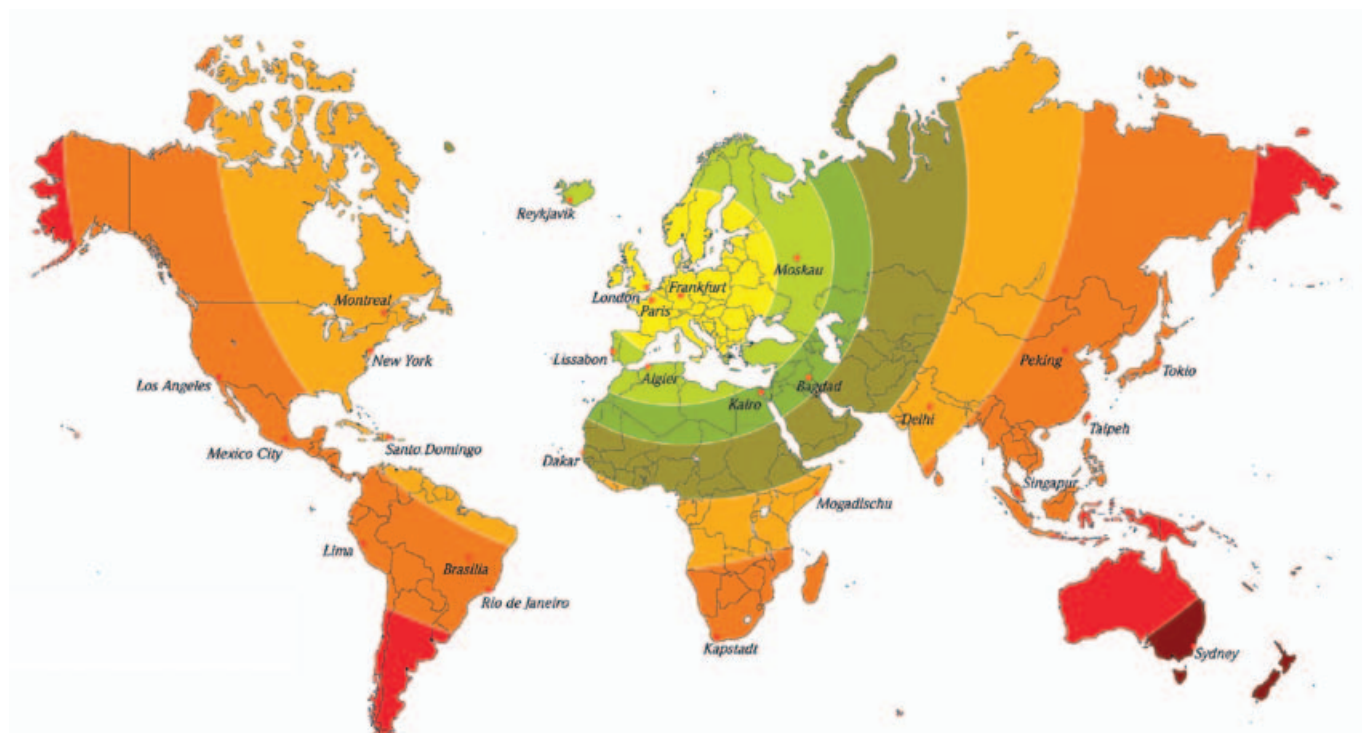 Reykjavik
Moskau
Frankfurt
London
Paris
Montreal
New York
Lissabon
Algier
Los Angeles
Bagdad
Kairo
Peking
Tokio
Delhi
Taipeh
Mexico City
Santo Domingo
Dakar
Singapur
Mogadischu
Lima
Brasilia
Rio de Janeiro
Kapstadt
Sydney